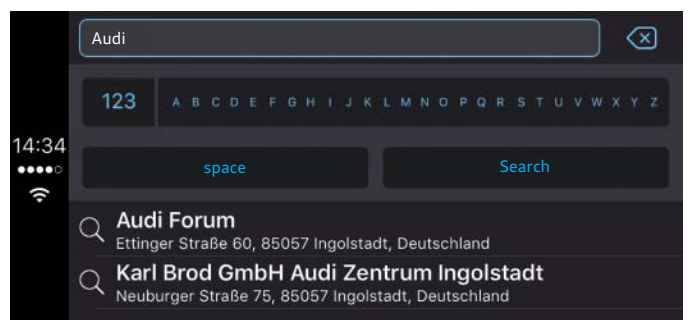 Audi
123 A B C D E F G H I J K L M N O P Q R S T U V W X Y Z
14:34
space Search
Audi Forum
Ettinger Straße 60, 85057 Ingolstadt, Deutschland
Karl Brod GmbH Audi Zentrum Ingolstadt
Neuburger Straße 75, 85057 Ingolstadt, Deutschland